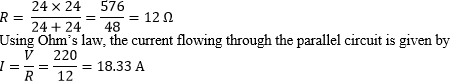 R = 24 × 24 / 24 + 24 = 576 / 48 = 12 Ω
Using Ohm's law, the current flowing through the parallel circuit is given by
I = V / R = 220 / 12 = 18.33 A